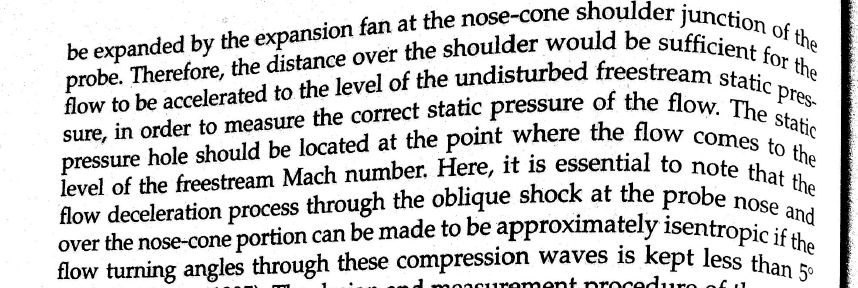 be expanded by the expansion fan at the nose-cone shoulder junction of the
probe. Therefore, the distance over the shoulder would be sufficient for the
flow to be accelerated to the level of the undisturbed freestream static pres-
sure, in order to measure the correct static pressure of the flow. The static
pressure hole should be located at the point where the flow comes to the
level of the freestream Mach number. Here, it is essential to note that the
flow deceleration process through the oblique shock at the probe nose and
over the nose-cone portion can be made to be approximately isentropic if the
flow turning angles through these compression waves is kept less than 5°
and measurement procedure of